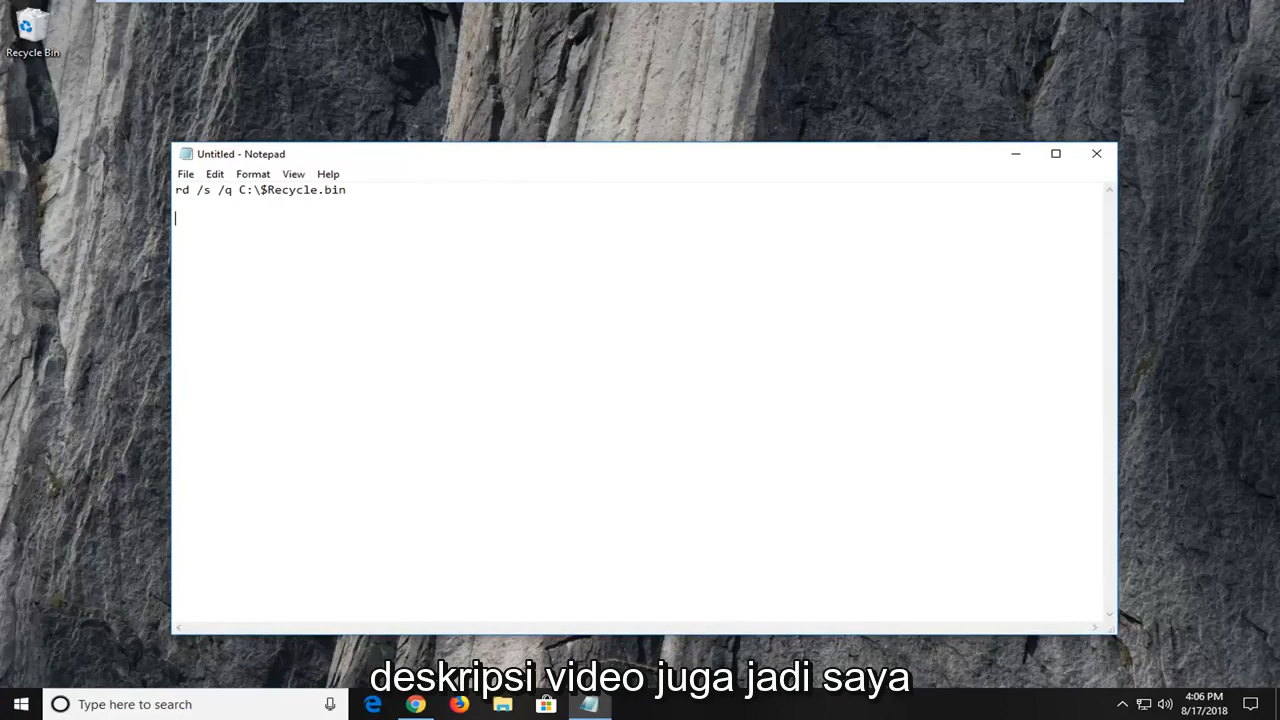 Recycle Bin
Untitled - Notepad
File Edit Format View Help
rd /s /q C:\$Recycle.bin
deskripsi video juga jadi saya
Type here to search
4:06 PM
8/17/2018